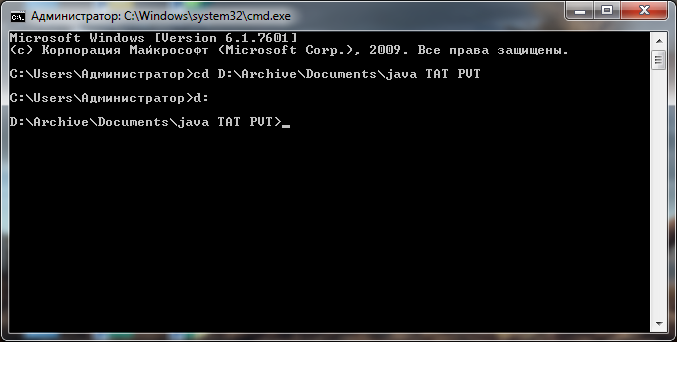 Администратор: C:\Windows\system32\cmd.exe
Microsoft Windows [Version 6.1.7601]
(c) Корпорация Майкрософт (Microsoft Corp.), 2009. Все права защищены.
C:\Users\Администратор>cd D:\Archive\Documents\java TAT PVT
C:\Users\Администратор>d:
D:\Archive\Documents\java TAT PVT>_